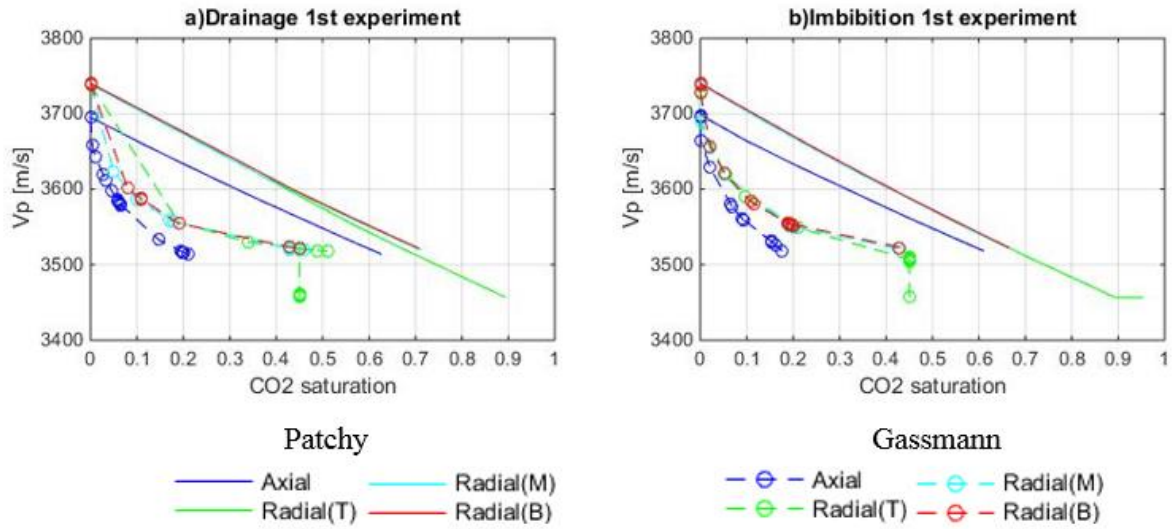 a)Drainage 1st experiment
3800
3700
3600
3500
3400
Vp [m/s]
0 0.1 0.2 0.3 0.4 0.5 0.6 0.7 0.8 0.9 1
CO2 saturation
b)Imbibition 1st experiment
3800
3700
3600
3500
3400
Vp [m/s]
0 0.1 0.2 0.3 0.4 0.5 0.6 0.7 0.8 0.9 1
CO2 saturation
Patchy
Axial Radial(M)
Radial(T) Radial(B)
Gassmann
Axial Radial(M)
Radial(T) Radial(B)